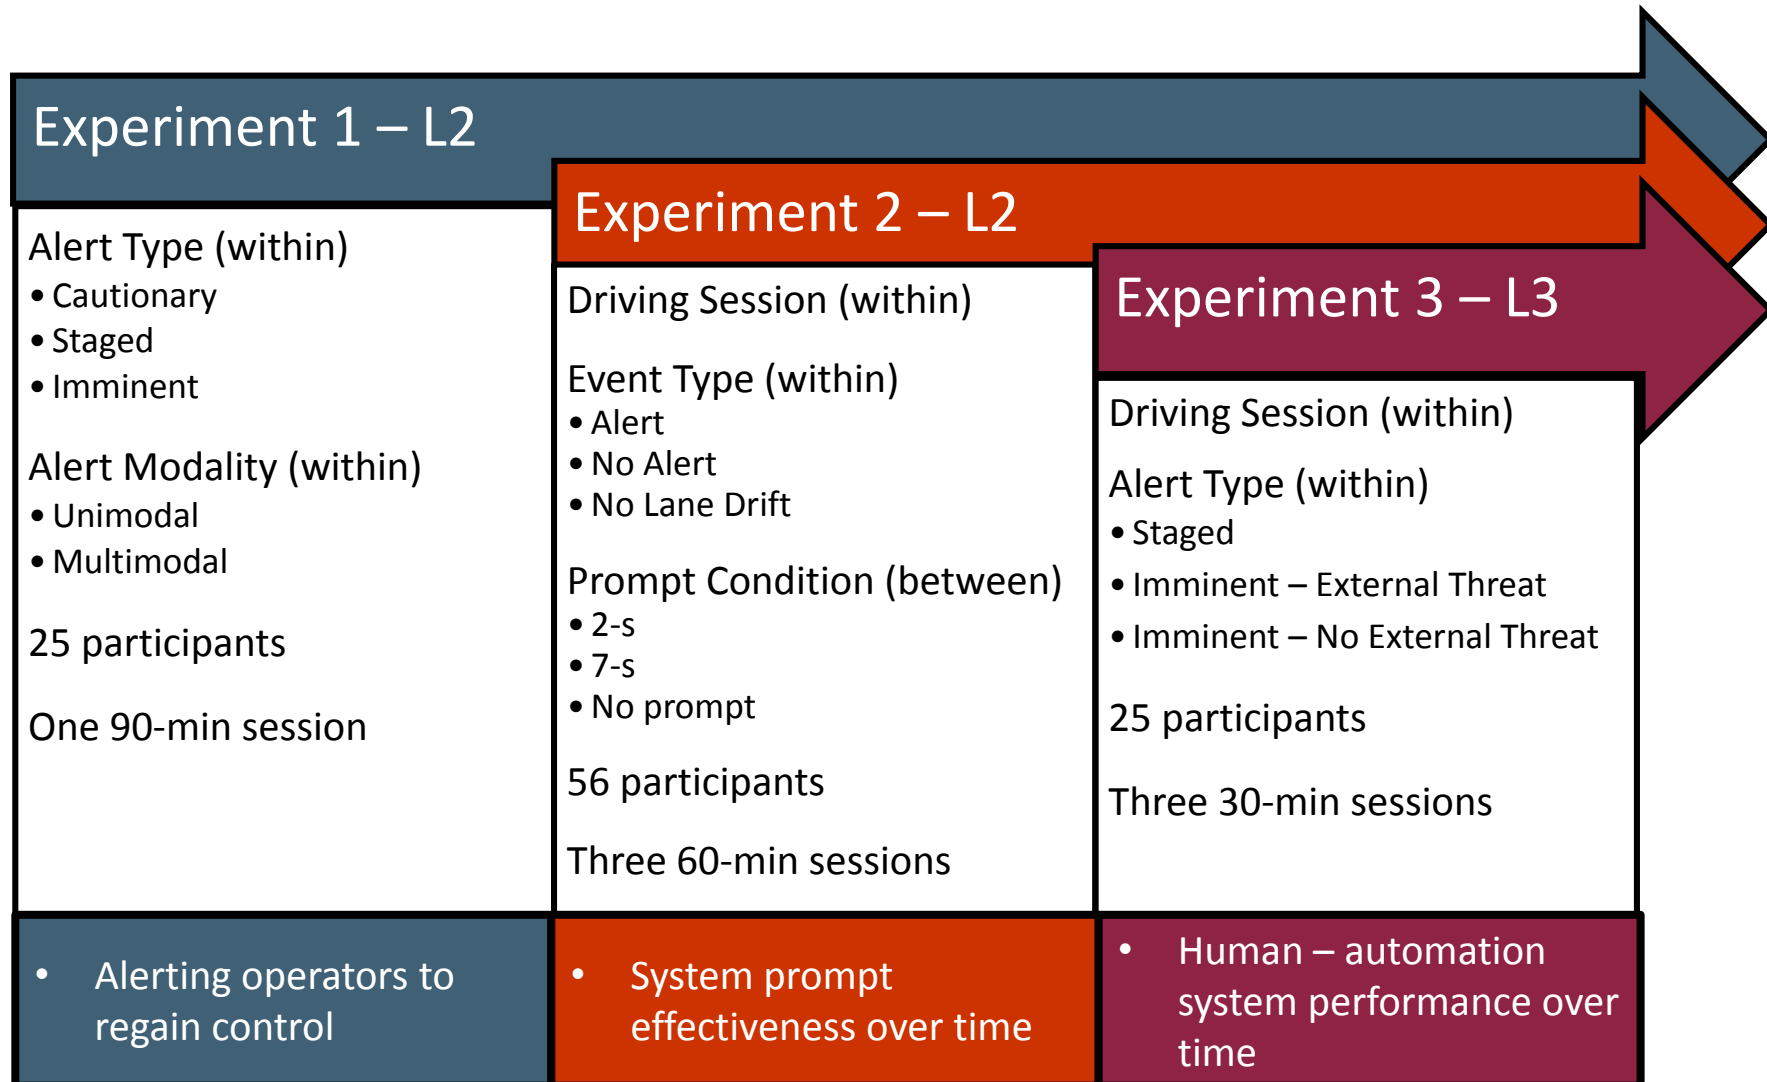 Experiment 1 – L2
Alert Type (within)
• Cautionary
• Staged
• Imminent
Alert Modality (within)
• Unimodal
• Multimodal
25 participants
One 90-min session
• Alerting operators to
regain control
Experiment 2 – L2
Driving Session (within)
Event Type (within)
• Alert
• No Alert
• No Lane Drift
Prompt Condition (between)
• 2-s
• 7-s
• No prompt
56 participants
Three 60-min sessions
• System prompt
effectiveness over time
Experiment 3 – L3
Driving Session (within)
Alert Type (within)
• Staged
• Imminent – External Threat
• Imminent – No External Threat
25 participants
Three 30-min sessions
• Human – automation
system performance over
time